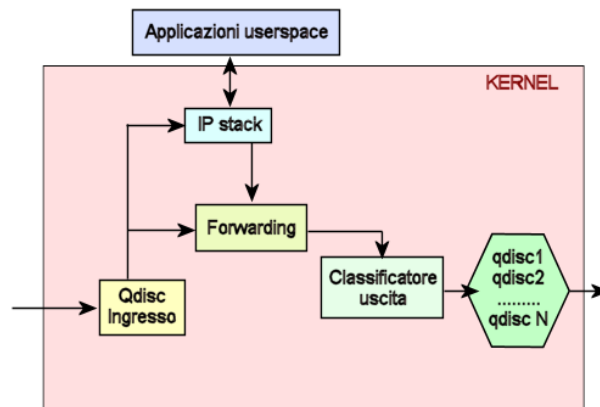 Applicazioni userspace
KERNEL
IP stack
Forwarding
Classificatore
uscita
qdisc1
qdisc2
.........
qdisc N
Qdisc
Ingresso